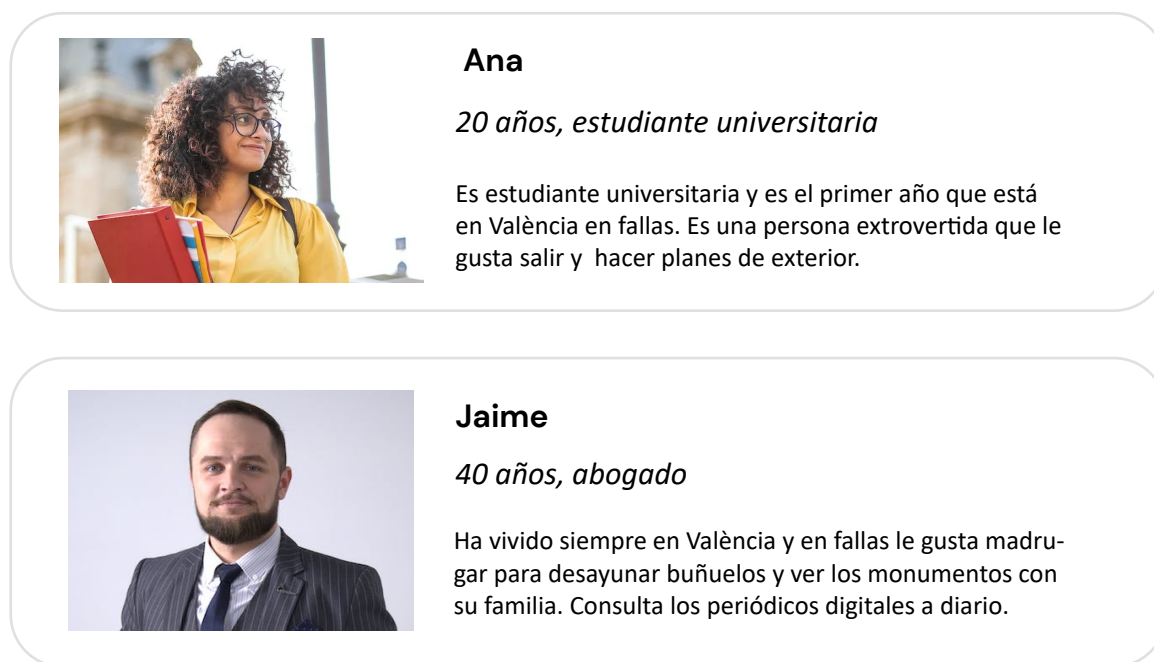 Ana
20 años, estudiante universitaria
Es estudiante universitaria y es el primer año que está
en València en fallas. Es una persona extrovertida que le
gusta salir y  hacer planes de exterior.
Jaime
40 años, abogado
Ha vivido siempre en València y en fallas le gusta madru-
gar para desayunar buñuelos y ver los monumentos con
su familia. Consulta los periódicos digitales a diario.